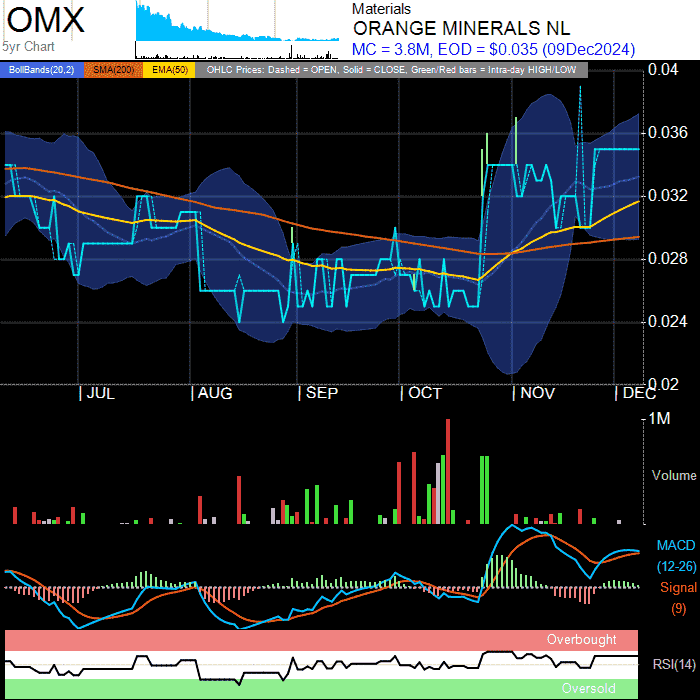 OMX
5yr Chart
Materials
ORANGE MINERALS NL
MC = 3.8M, EOD = $0.035 (09Dec2024)
BollBands(20,2) SMA(200) EMA(50) OHLC Prices: Dashed = OPEN, Solid = CLOSE, Green/Red bars = Intra-day HIGH/LOW
0.04
0.036
0.032
0.028
0.024
0.02
JUL AUG SEP OCT NOV DEC
1M
Volume
MACD
(12-26)
Signal
(9)
Overbought
RSI(14)
Oversold